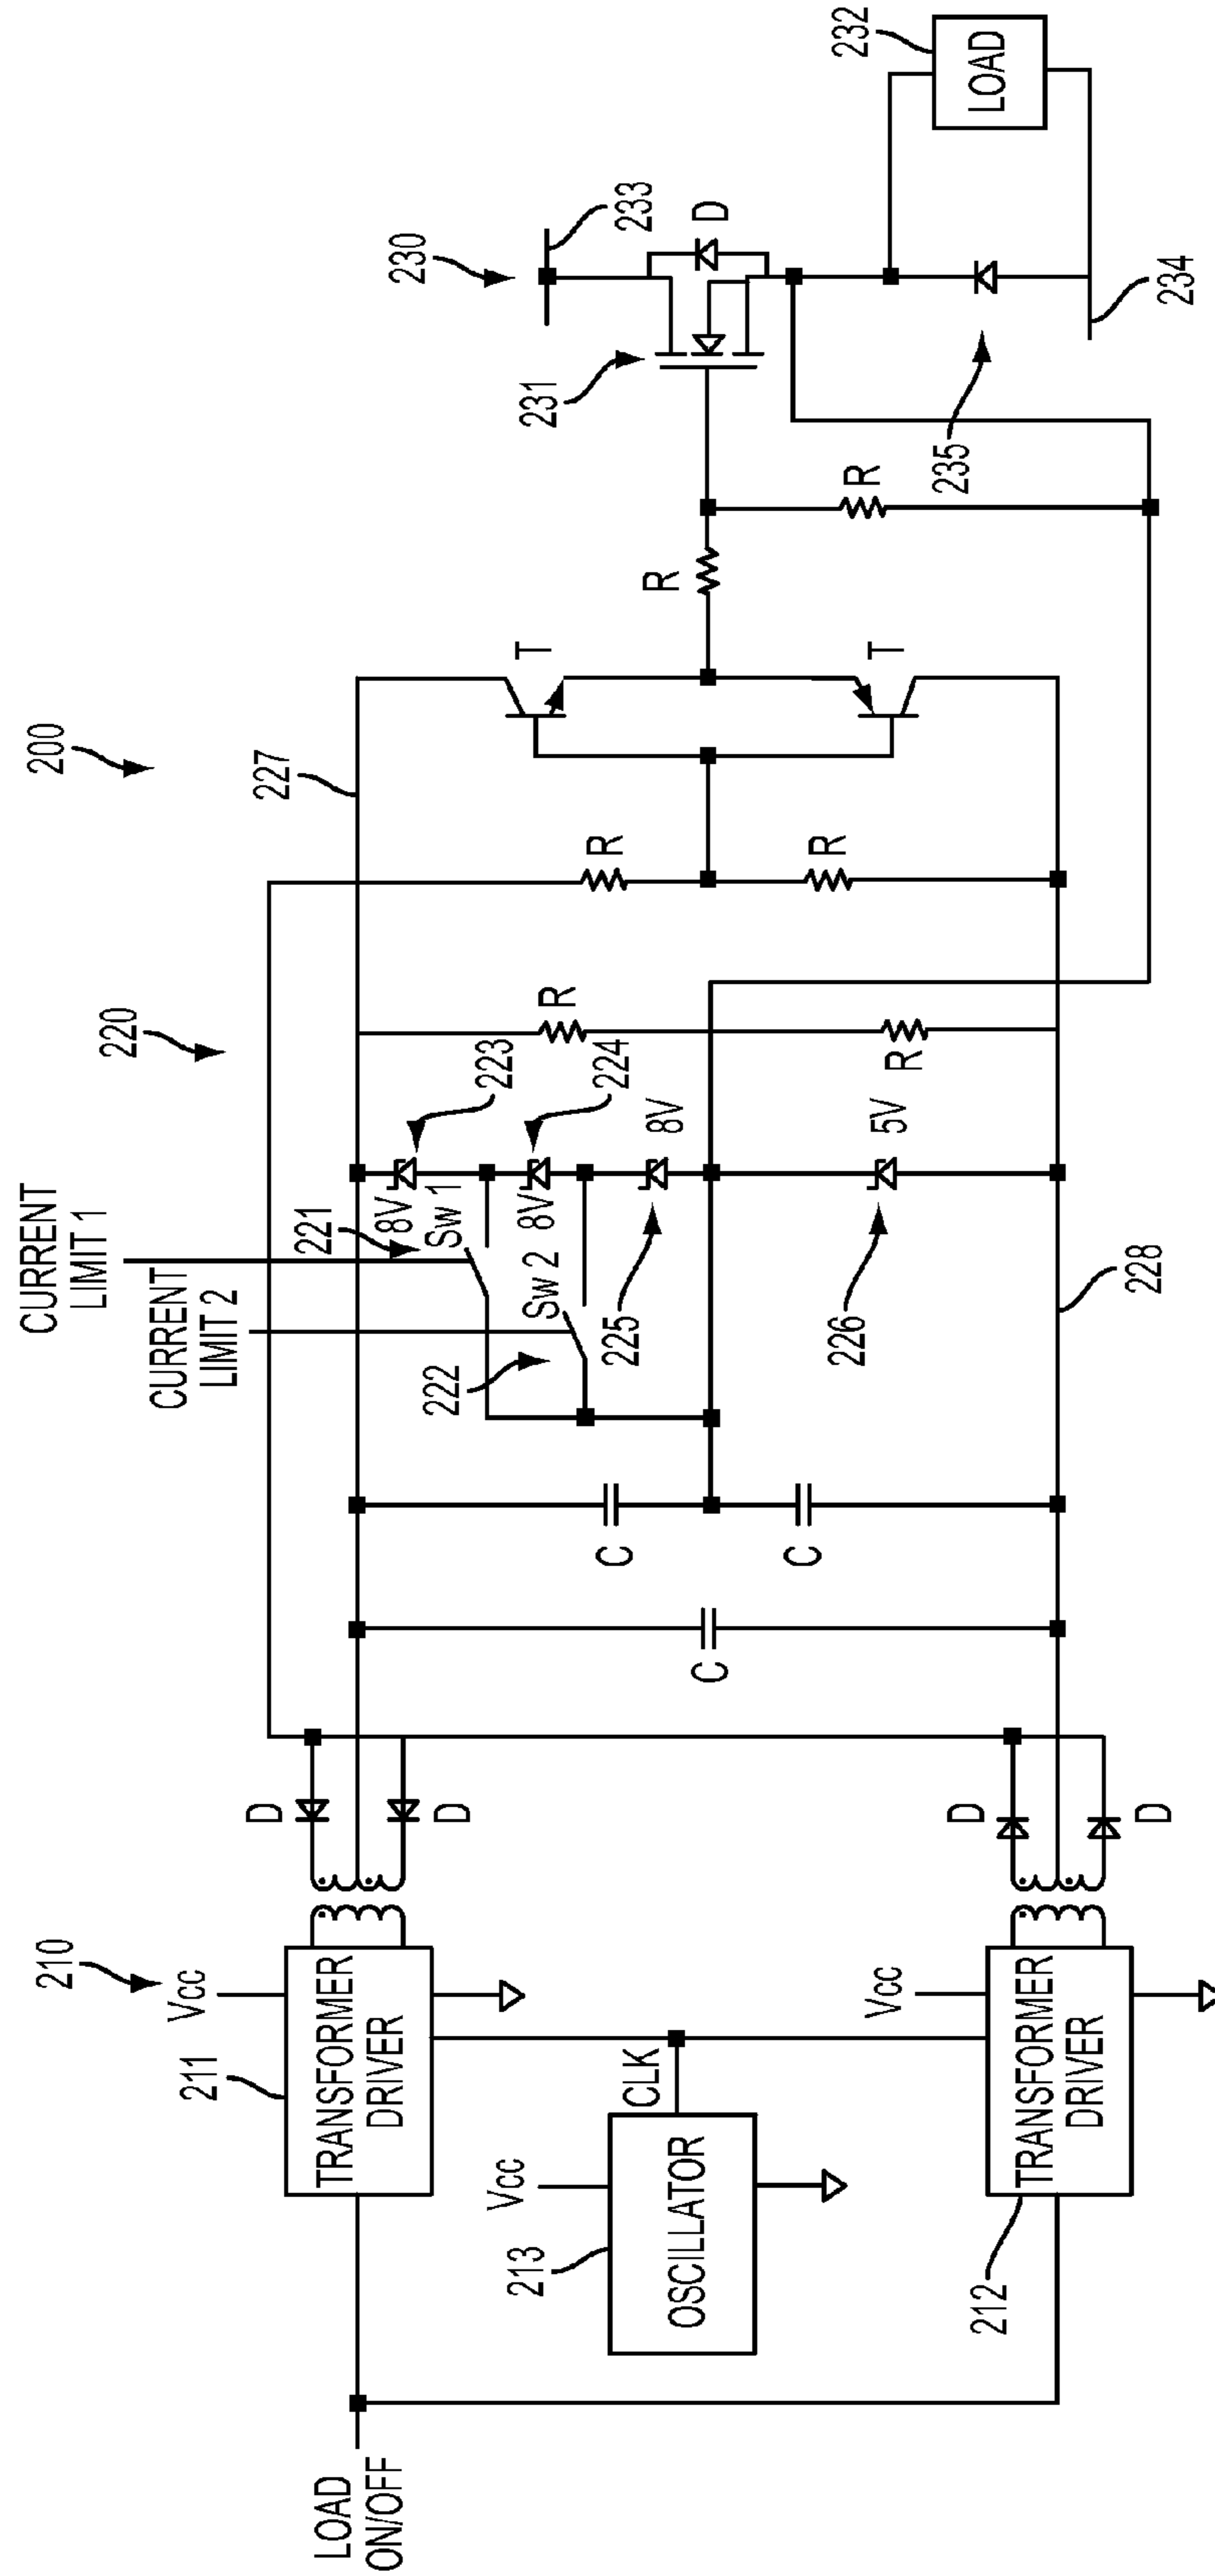 200
210
220
230
CURRENT
LIMIT 1
CURRENT
LIMIT 2
LOAD
ON/OFF
211
Vcc
TRANSFORMER
DRIVER
213
Vcc
OSCILLATOR
CLK
212
Vcc
TRANSFORMER
DRIVER
D
D
D
D
C
C
C
221
Sw 1
222
Sw 2
8V
223
8V
224
225
8V
226
5V
R
R
227
228
R
R
T
T
R
R
231
D
233
232
LOAD
235
234